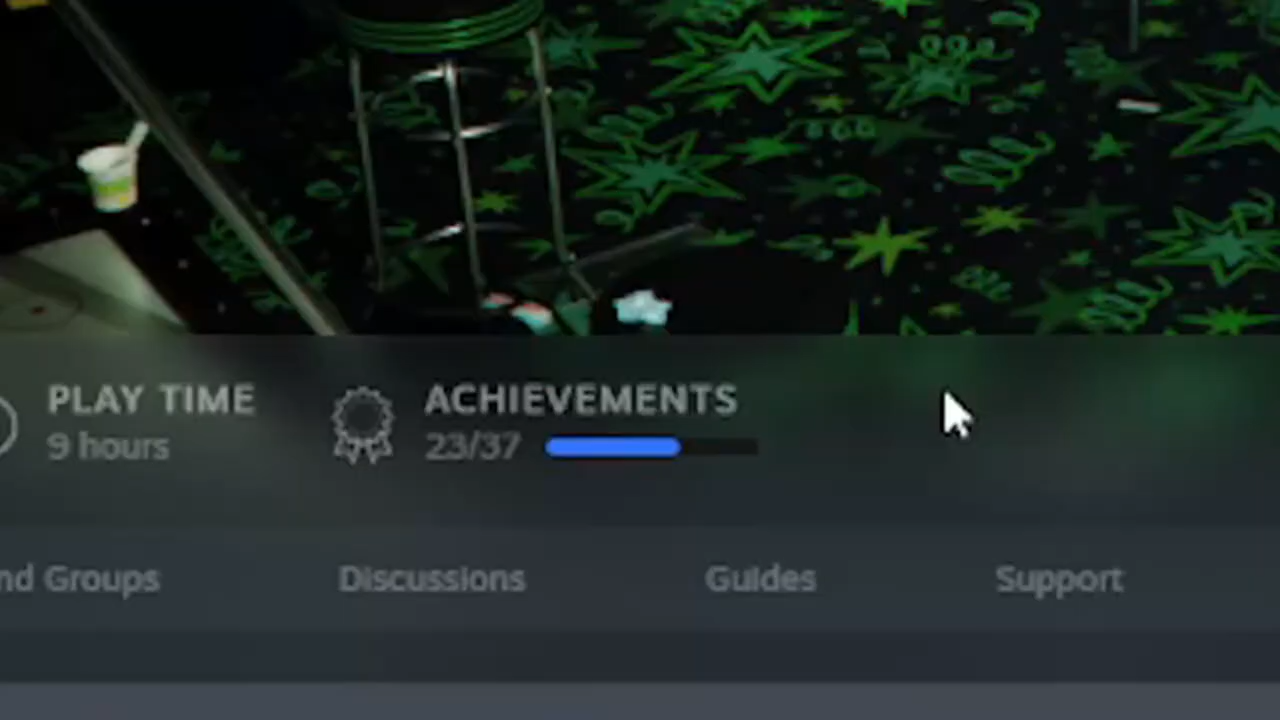 PLAY TIME
9 hours
ACHIEVEMENTS
23/37
nd Groups
Discussions
Guides
Support